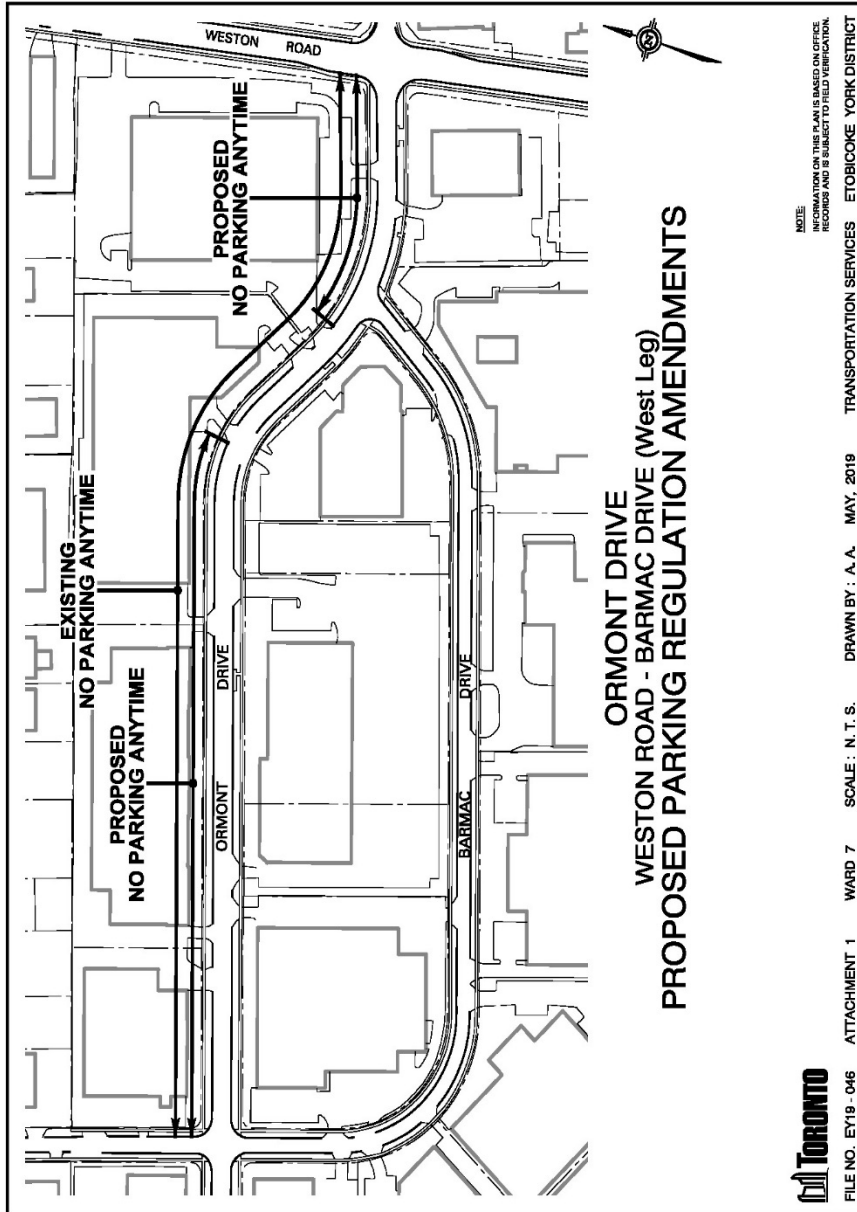 WESTON ROAD
PROPOSED
NO PARKING ANYTIME
EXISTING
NO PARKING ANYTIME
PROPOSED
NO PARKING ANYTIME
ORMONT DRIVE
BARMAC DRIVE
N
ORMONT DRIVE
WESTON ROAD - BARMAC DRIVE (West Leg)
PROPOSED PARKING REGULATION AMENDMENTS
NOTE:
INFORMATION ON THIS PLAN IS BASED ON OFFICE
RECORDS AND IS SUBJECT TO FIELD VERIFICATION.
TORONTO
FILE NO. EY19 - 046 ATTACHMENT 1 WARD 7 SCALE : N. T. S. DRAWN BY : A. A. MAY, 2019 TRANSPORTATION SERVICES ETOBICOKE YORK DISTRICT